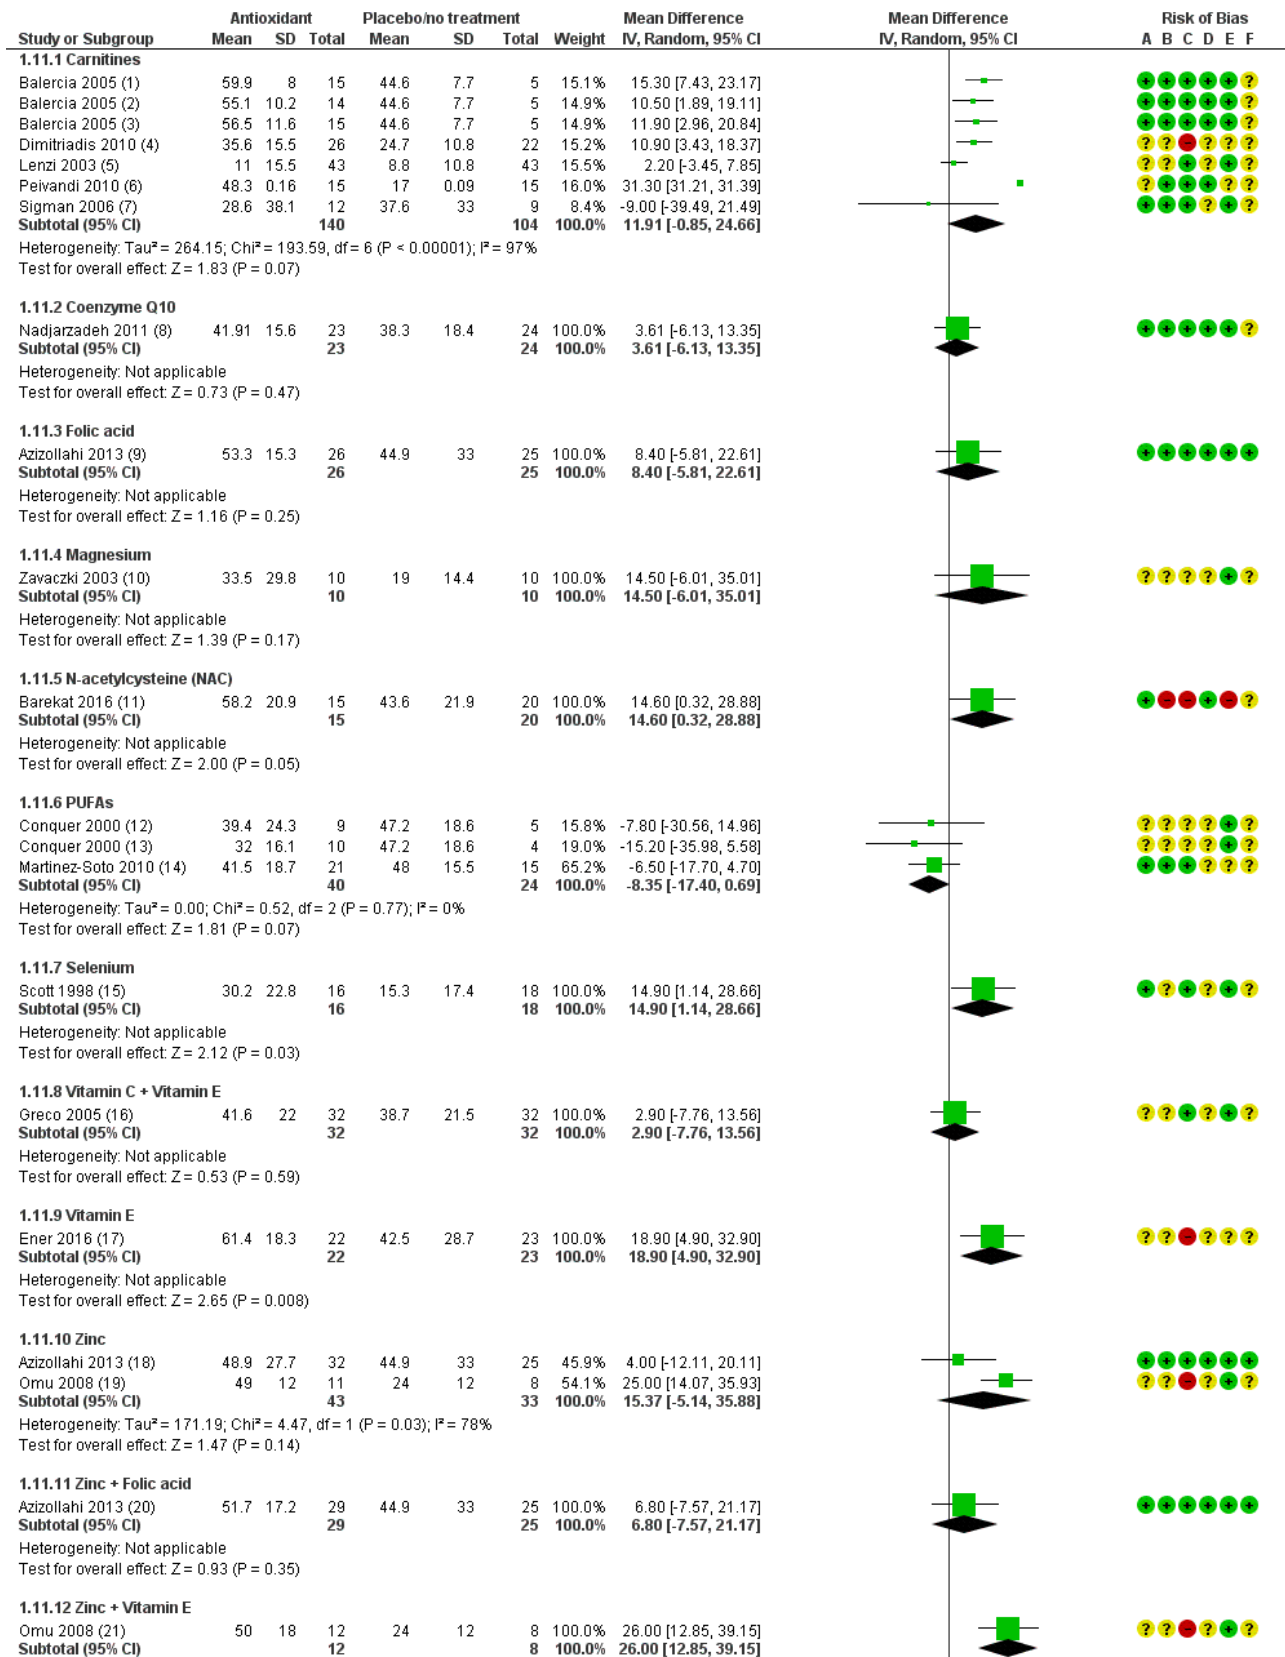 Antioxidant Placebo/no treatment Mean Difference Mean Difference Risk of Bias
Study or Subgroup Mean SD Total Mean SD Total Weight IV, Random, 95% CI IV, Random, 95% CI A B C D E F
1.11.1 Carnitines
Balercia 2005 (1) 59.9 8 15 44.6 7.7 5 15.1% 15.30 [7.43, 23.17] + + + + + ?
Balercia 2005 (2) 55.1 10.2 14 44.6 7.7 5 14.9% 10.50 [1.89, 19.11] + + + + + ?
Balercia 2005 (3) 56.5 11.6 15 44.6 7.7 5 14.9% 11.90 [2.96, 20.84] + + + + + ?
Dimitriadis 2010 (4) 35.6 15.5 26 24.7 10.8 22 15.2% 10.90 [3.43, 18.37] ? ? - ? ? ?
Lenzi 2003 (5) 11 15.5 43 8.8 10.8 43 15.5% 2.20 [-3.45, 7.85] ? ? + ? + ?
Peivandi 2010 (6) 48.3 0.16 15 17 0.09 15 16.0% 31.30 [31.21, 31.39] ? + + + ? ?
Sigman 2006 (7) 28.6 38.1 12 37.6 33 9 8.4% -9.00 [-39.49, 21.49] + + + ? + ?
Subtotal (95% CI) 140 104 100.0% 11.91 [-0.85, 24.66]
Heterogeneity: Tau² = 264.15; Chi² = 193.59, df = 6 (P < 0.00001); I² = 97%
Test for overall effect: Z = 1.83 (P = 0.07)
1.11.2 Coenzyme Q10
Nadjarzadeh 2011 (8) 41.91 15.6 23 38.3 18.4 24 100.0% 3.61 [-6.13, 13.35] + + + + + ?
Subtotal (95% CI) 23 24 100.0% 3.61 [-6.13, 13.35]
Heterogeneity: Not applicable
Test for overall effect: Z = 0.73 (P = 0.47)
1.11.3 Folic acid
Azizollahi 2013 (9) 53.3 15.3 26 44.9 33 25 100.0% 8.40 [-5.81, 22.61] + + + + + +
Subtotal (95% CI) 26 25 100.0% 8.40 [-5.81, 22.61]
Heterogeneity: Not applicable
Test for overall effect: Z = 1.16 (P = 0.25)
1.11.4 Magnesium
Zavaczki 2003 (10) 33.5 29.8 10 19 14.4 10 100.0% 14.50 [-6.01, 35.01] ? ? ? ? + ?
Subtotal (95% CI) 10 10 100.0% 14.50 [-6.01, 35.01]
Heterogeneity: Not applicable
Test for overall effect: Z = 1.39 (P = 0.17)
1.11.5 N-acetylcysteine (NAC)
Barekat 2016 (11) 58.2 20.9 15 43.6 21.9 20 100.0% 14.60 [0.32, 28.88] + - - + - ?
Subtotal (95% CI) 15 20 100.0% 14.60 [0.32, 28.88]
Heterogeneity: Not applicable
Test for overall effect: Z = 2.00 (P = 0.05)
1.11.6 PUFAs
Conquer 2000 (12) 39.4 24.3 9 47.2 18.6 5 15.8% -7.80 [-30.56, 14.96] ? ? ? ? + ?
Conquer 2000 (13) 32 16.1 10 47.2 18.6 4 19.0% -15.20 [-35.98, 5.58] ? ? ? ? + ?
Martinez-Soto 2010 (14) 41.5 18.7 21 48 15.5 15 65.2% -6.50 [-17.70, 4.70] + + + ? ? ?
Subtotal (95% CI) 40 24 100.0% -8.35 [-17.40, 0.69]
Heterogeneity: Tau² = 0.00; Chi² = 0.52, df = 2 (P = 0.77); I² = 0%
Test for overall effect: Z = 1.81 (P = 0.07)
1.11.7 Selenium
Scott 1998 (15) 30.2 22.8 16 15.3 17.4 18 100.0% 14.90 [1.14, 28.66] + ? + ? + ?
Subtotal (95% CI) 16 18 100.0% 14.90 [1.14, 28.66]
Heterogeneity: Not applicable
Test for overall effect: Z = 2.12 (P = 0.03)
1.11.8 Vitamin C + Vitamin E
Greco 2005 (16) 41.6 22 32 38.7 21.5 32 100.0% 2.90 [-7.76, 13.56] ? ? + ? + ?
Subtotal (95% CI) 32 32 100.0% 2.90 [-7.76, 13.56]
Heterogeneity: Not applicable
Test for overall effect: Z = 0.53 (P = 0.59)
1.11.9 Vitamin E
Ener 2016 (17) 61.4 18.3 22 42.5 28.7 23 100.0% 18.90 [4.90, 32.90] ? ? - ? ? ?
Subtotal (95% CI) 22 23 100.0% 18.90 [4.90, 32.90]
Heterogeneity: Not applicable
Test for overall effect: Z = 2.65 (P = 0.008)
1.11.10 Zinc
Azizollahi 2013 (18) 48.9 27.7 32 44.9 33 25 45.9% 4.00 [-12.11, 20.11] + + + + + +
Omu 2008 (19) 49 12 11 24 12 8 54.1% 25.00 [14.07, 35.93] ? ? - ? + ?
Subtotal (95% CI) 43 33 100.0% 15.37 [-5.14, 35.88]
Heterogeneity: Tau² = 171.19; Chi² = 4.47, df = 1 (P = 0.03); I² = 78%
Test for overall effect: Z = 1.47 (P = 0.14)
1.11.11 Zinc + Folic acid
Azizollahi 2013 (20) 51.7 17.2 29 44.9 33 25 100.0% 6.80 [-7.57, 21.17] + + + + + +
Subtotal (95% CI) 29 25 100.0% 6.80 [-7.57, 21.17]
Heterogeneity: Not applicable
Test for overall effect: Z = 0.93 (P = 0.35)
1.11.12 Zinc + Vitamin E
Omu 2008 (21) 50 18 12 24 12 8 100.0% 26.00 [12.85, 39.15] ? ? - ? + ?
Subtotal (95% CI) 12 8 100.0% 26.00 [12.85, 39.15]